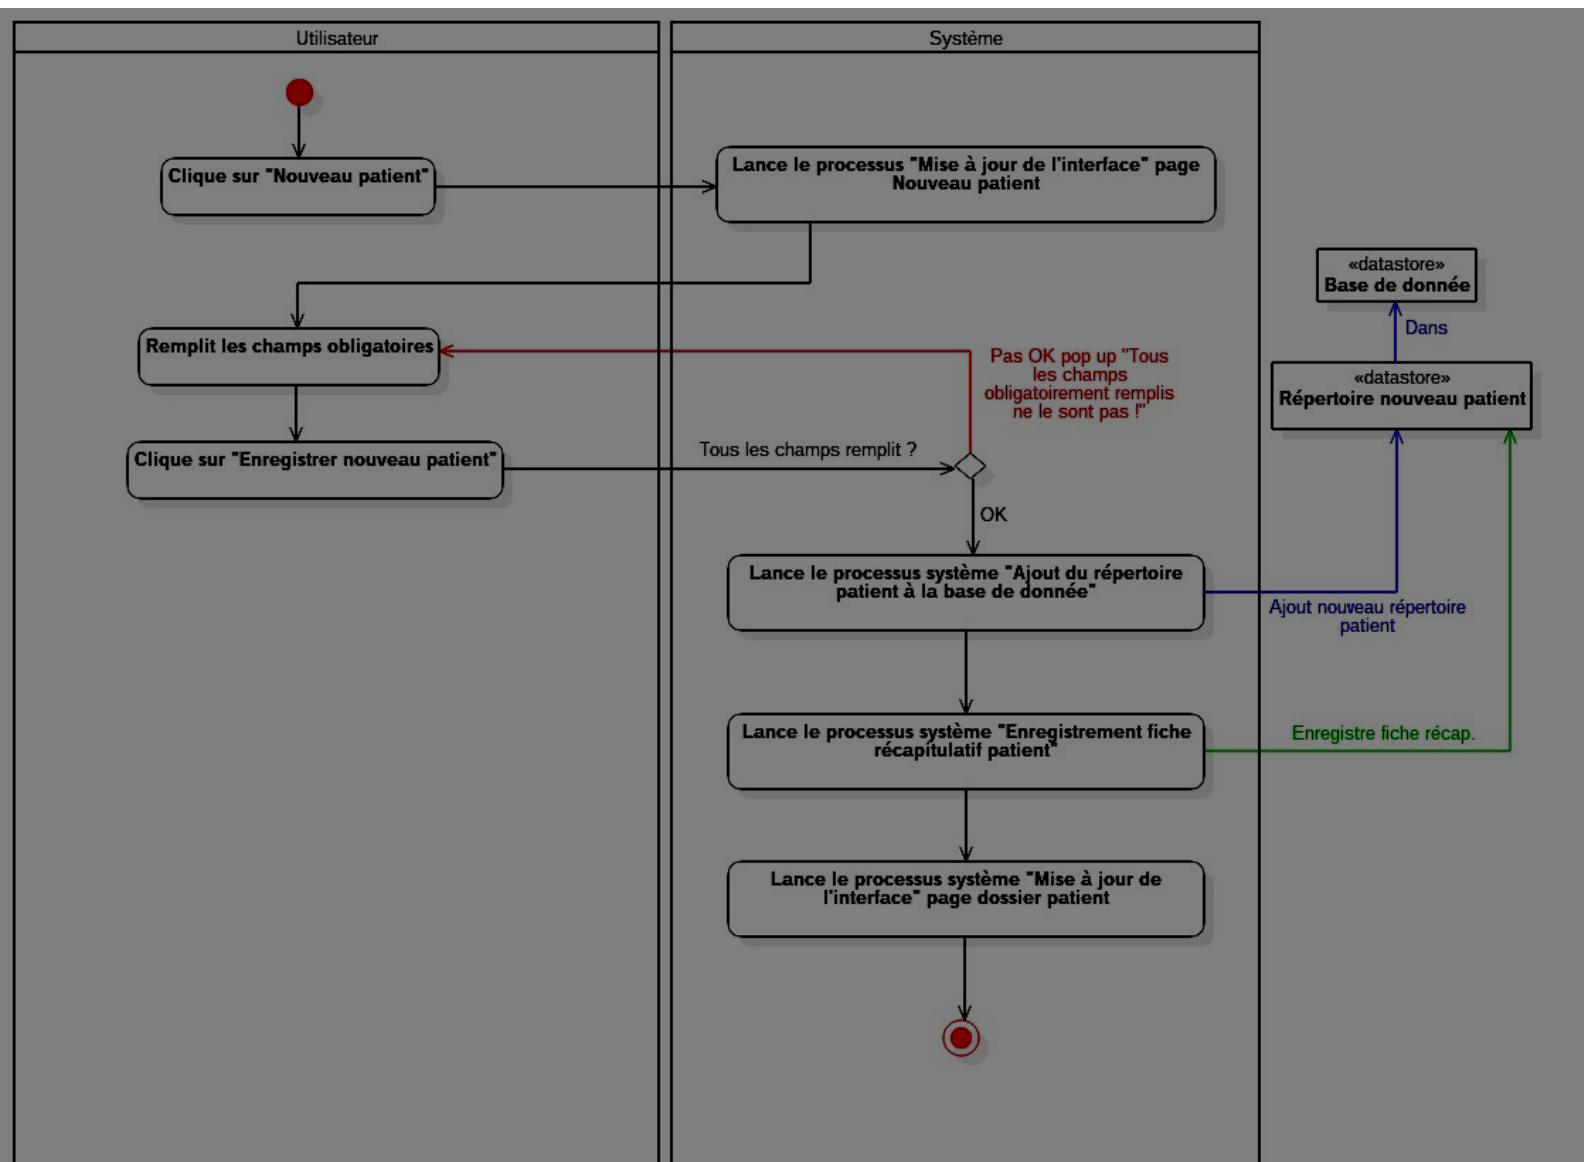 Utilisateur
Système
Clique sur "Nouveau patient"
Lance le processus "Mise à jour de l'interface" page
Nouveau patient
«datastore»
Base de donnée
Dans
Remplit les champs obligatoires
Pas OK pop up "Tous
les champs
obligatoirement remplis
ne le sont pas !"
«datastore»
Répertoire nouveau patient
Clique sur "Enregistrer nouveau patient"
Tous les champs remplit ?
OK
Lance le processus système "Ajout du répertoire
patient à la base de donnée"
Ajout nouveau répertoire
patient
Lance le processus système "Enregistrement fiche
récapitulatif patient"
Enregistre fiche récap.
Lance le processus système "Mise à jour de
l'interface" page dossier patient